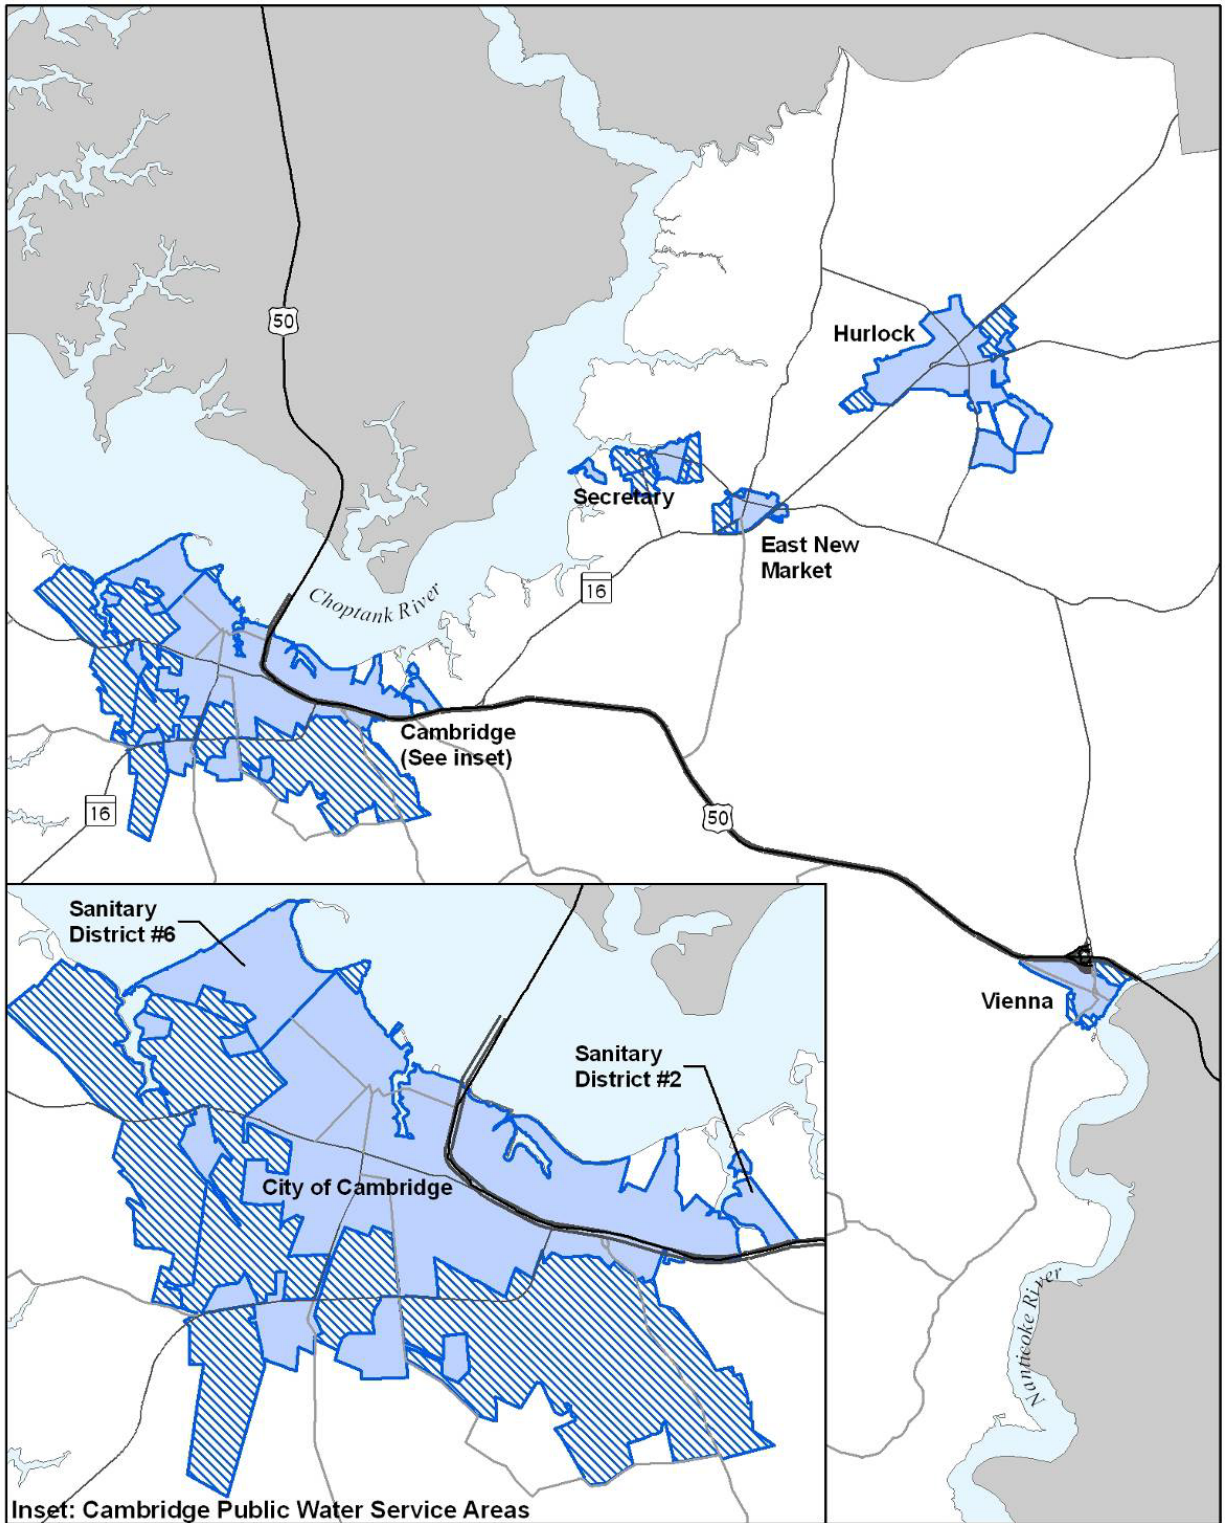 50
Hurlock
Secretary
East New
Market
16
Choptank River
Cambridge
(See inset)
16
50
Vienna
Nanticoke River
Sanitary
District #6
Sanitary
District #2
City of Cambridge
Inset: Cambridge Public Water Service Areas